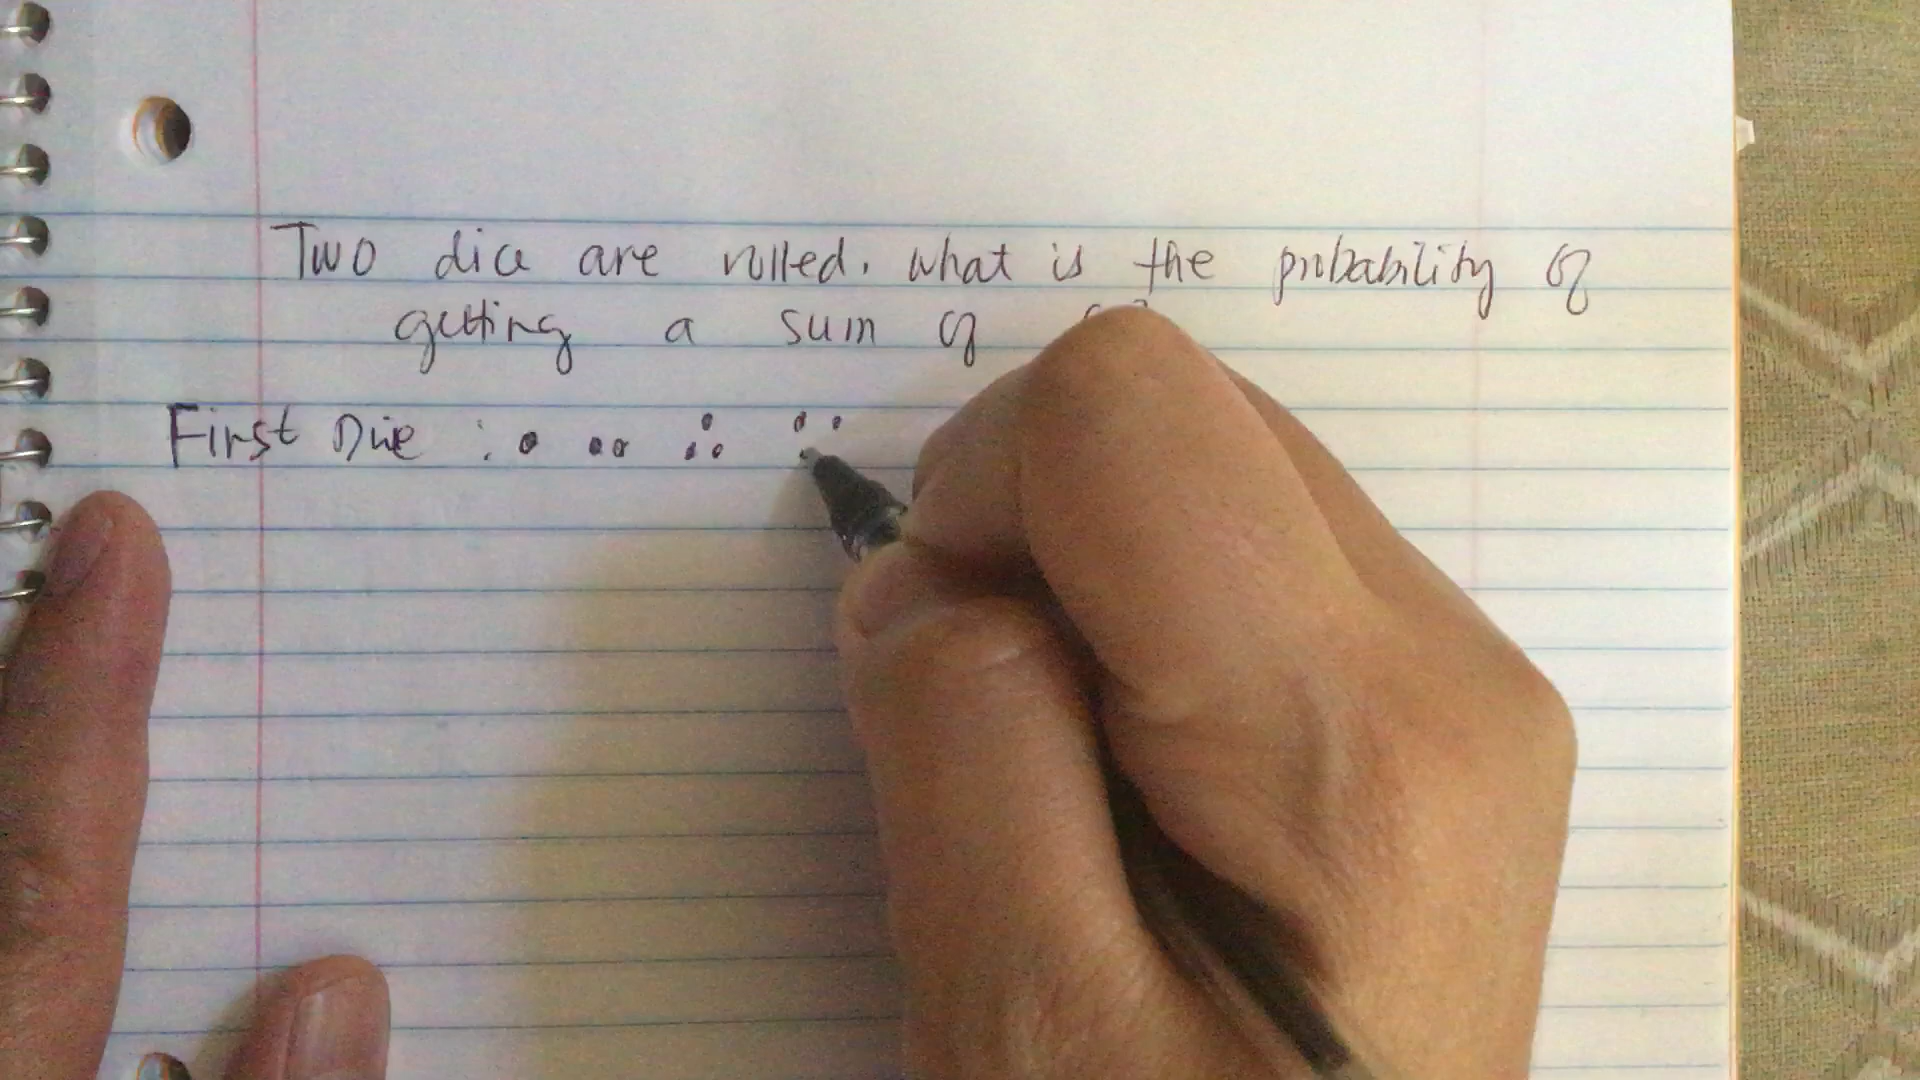 Two dice are rolled. what is the probability of
getting a sum of
First Die :